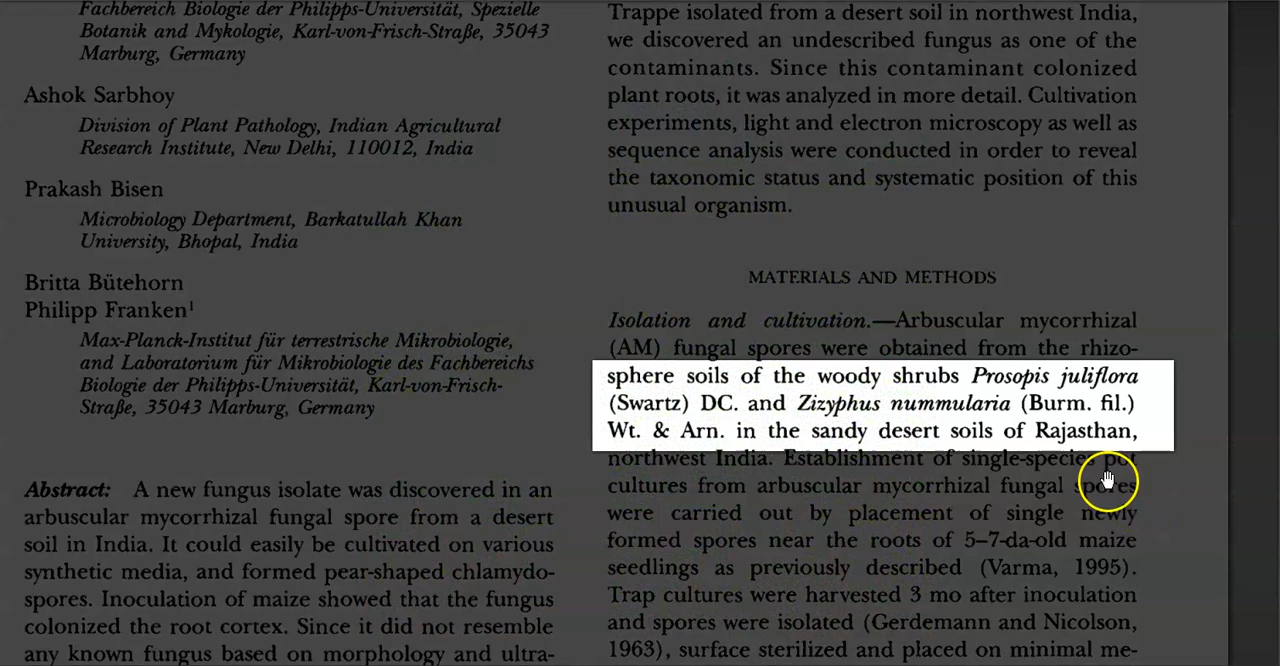 Fachbereich Biologie der Philipps-Universität, Spezielle
Botanik and Mykologie, Karl-von-Frisch-Straße, 35043
Marburg, Germany
Ashok Sarbhoy
Division of Plant Pathology, Indian Agricultural
Research Institute, New Delhi, 110012, India
Prakash Bisen
Microbiology Department, Barkatullah Khan
University, Bhopal, India
Britta Bütehorn
Philipp Franken¹
Max-Planck-Institut für terrestrische Mikrobiologie,
and Laboratorium für Mikrobiologie des Fachbereichs
Biologie der Philipps-Universität, Karl-von-Frisch-
Straße, 35043 Marburg, Germany
Abstract: A new fungus isolate was discovered in an
arbuscular mycorrhizal fungal spore from a desert
soil in India. It could easily be cultivated on various
synthetic media, and formed pear-shaped chlamydo-
spores. Inoculation of maize showed that the fungus
colonized the root cortex. Since it did not resemble
any known fungus based on morphology and ultra-
Trappe isolated from a desert soil in northwest India,
we discovered an undescribed fungus as one of the
contaminants. Since this contaminant colonized
plant roots, it was analyzed in more detail. Cultivation
experiments, light and electron microscopy as well as
sequence analysis were conducted in order to reveal
the taxonomic status and systematic position of this
unusual organism.
MATERIALS AND METHODS
Isolation and cultivation.—Arbuscular mycorrhizal
(AM) fungal spores were obtained from the rhizo-
sphere soils of the woody shrubs Prosopis juliflora
(Swartz) DC. and Zizyphus nummularia (Burm. fil.)
Wt. & Arn. in the sandy desert soils of Rajasthan,
northwest India. Establishment of single-species pot
cultures from arbuscular mycorrhizal fungal spores
were carried out by placement of single newly
formed spores near the roots of 5–7-da-old maize
seedlings as previously described (Varma, 1995).
Trap cultures were harvested 3 mo after inoculation
and spores were isolated (Gerdemann and Nicolson,
1963), surface sterilized and placed on minimal me-